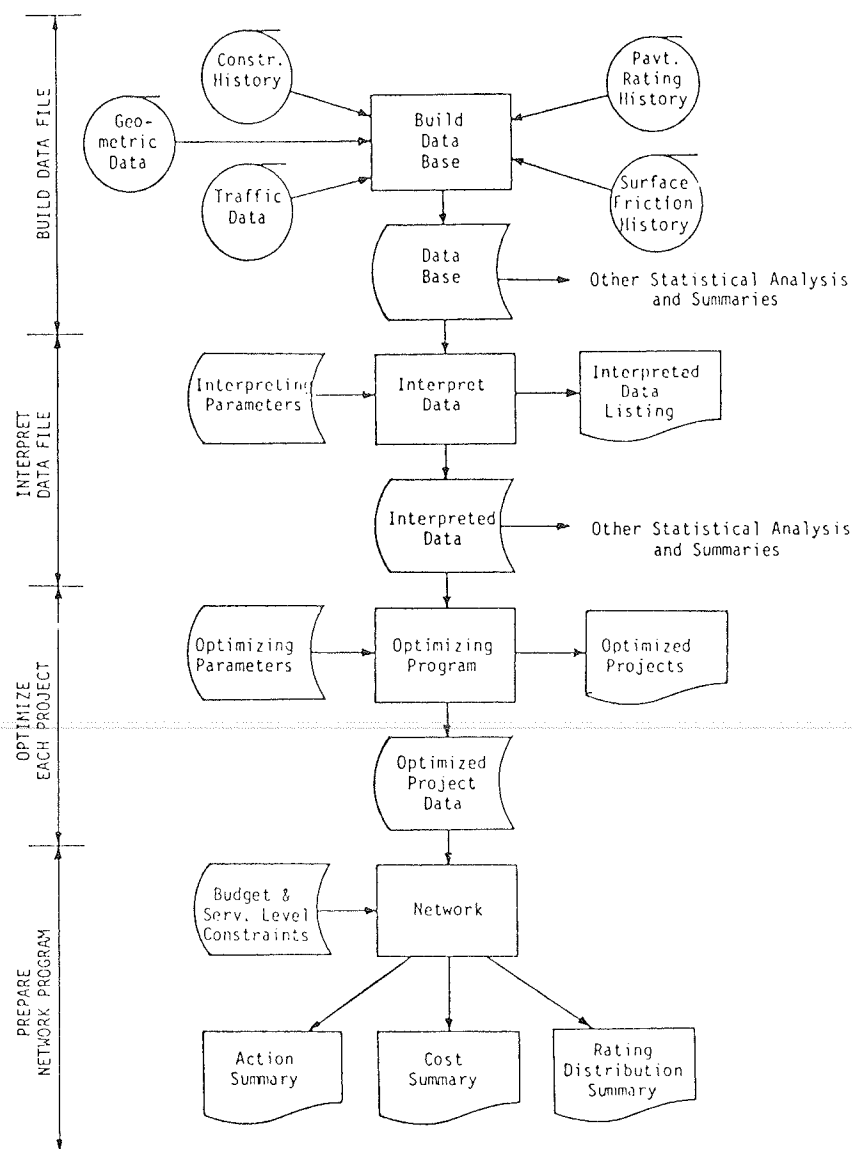 BUILD DATA FILE
Constr.
History
Pavt.
Rating
History
Geo-
metric
Data
Build
Data
Base
Traffic
Data
Surface
Friction
History
Data
Base
Other Statistical Analysis
and Summaries
INTERPRET
DATA FILE
Interpreting
Parameters
Interpret
Data
Interpreted
Data
Listing
Interpreted
Data
Other Statistical Analysis
and Summaries
OPTIMIZE
EACH PROJECT
Optimizing
Parameters
Optimizing
Program
Optimized
Projects
Optimized
Project
Data
PREPARE
NETWORK PROGRAM
Budget &
Serv. Level
Constraints
Network
Action
Summary
Cost
Summary
Rating
Distribution
Summary